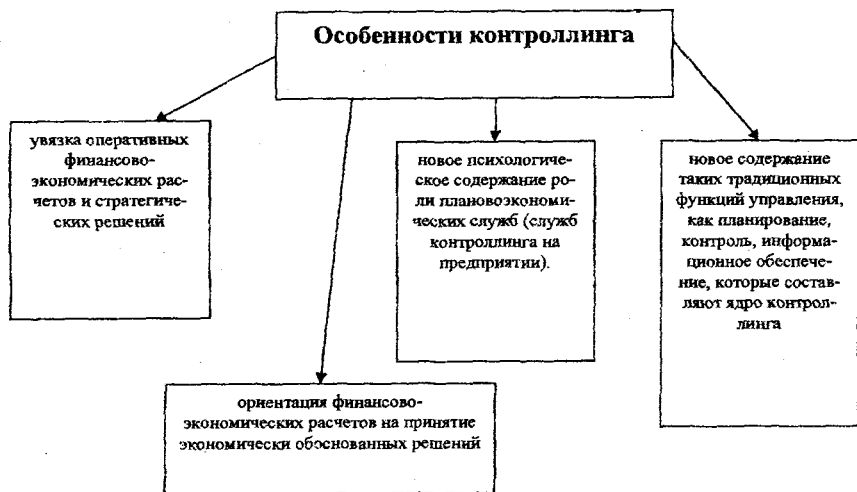 Особенности контроллинга
увязка оперативных
финансово-
экономических рас-
четов и стратегиче-
ских решений
новое психологиче-
ское содержание ро-
ли плановоэкономи-
ческих служб (служб
контроллинга на
предприятии).
новое содержание
таких традиционных
функций управления,
как планирование,
контроль, информа-
ционное обеспече-
ние, которые состав-
ляют ядро контрол-
линга
ориентация финансово-
экономических расчетов на принятие
экономически обоснованных решений